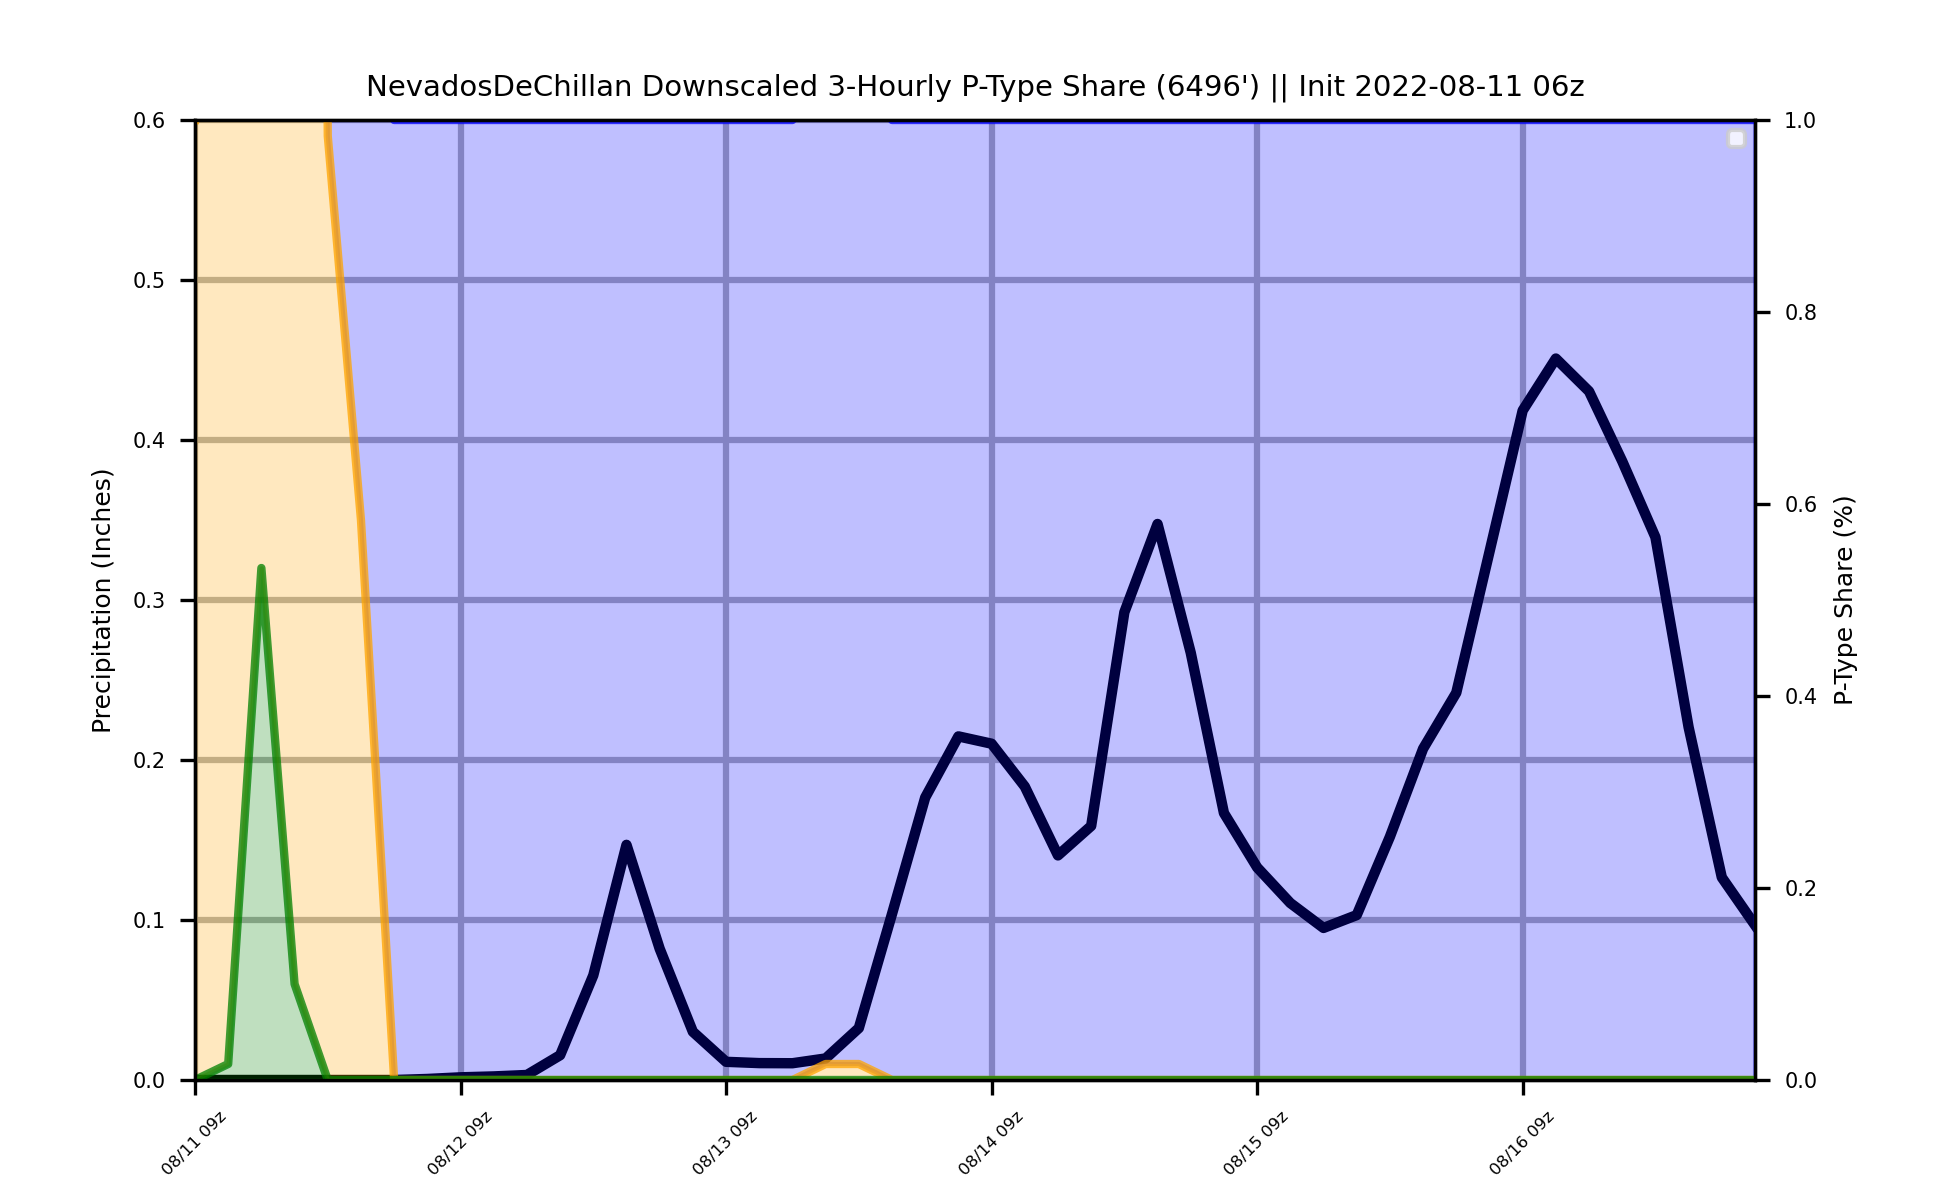 NevadosDeChillan Downscaled 3-Hourly P-Type Share (6496') || Init 2022-08-11 06z
0.6
0.5
0.4
0.3
0.2
0.1
0.0
Precipitation (Inches)
1.0
0.8
0.6
0.4
0.2
0.0
P-Type Share (%)
08/11 09z
08/12 09z
08/13 09z
08/14 09z
08/15 09z
08/16 09z